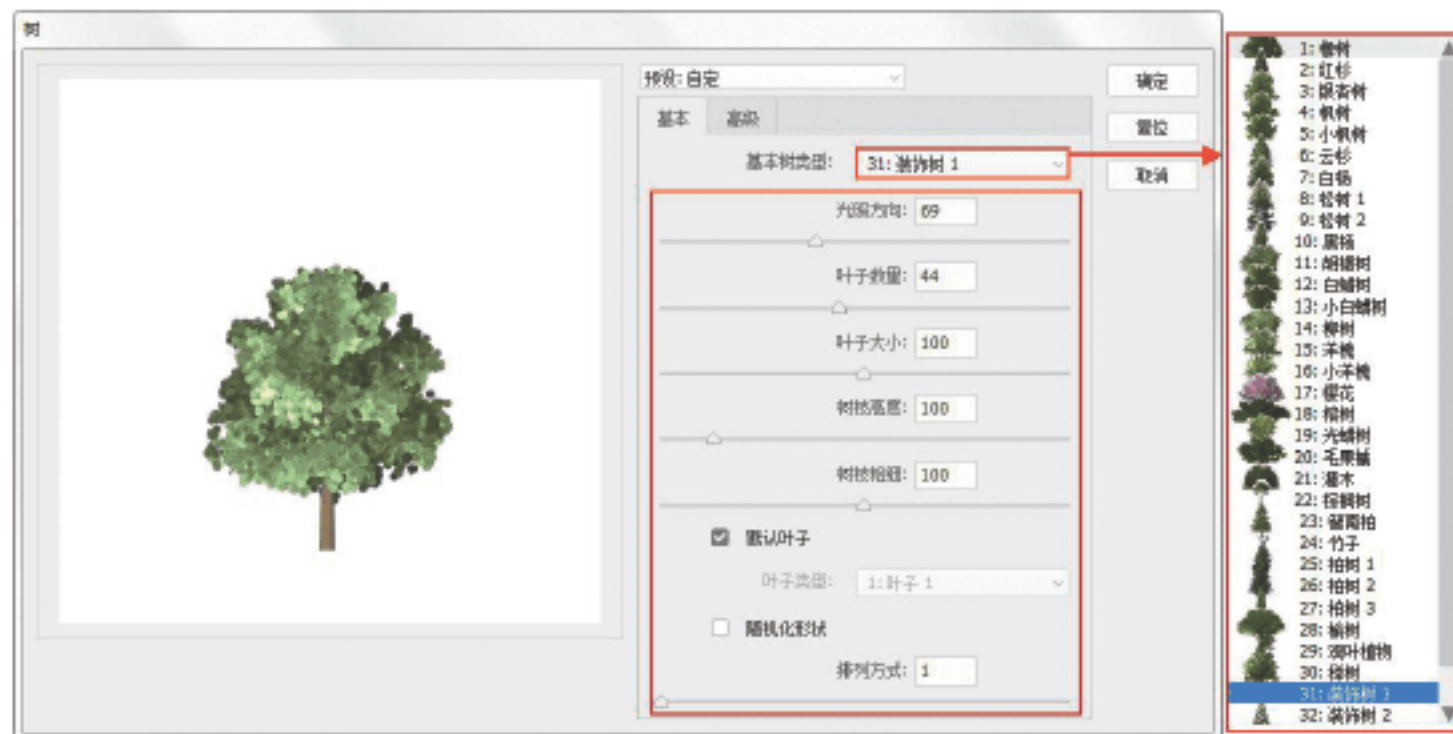 树
预设: 自定
确定
基本 高级
复位
基本树类型: 31: 装饰树 1
取消
光照方向: 69
叶子数量: 44
叶子大小: 100
树枝高度: 100
树枝粗细: 100
默认叶子
叶子类型: 1: 叶子 1
随机化形状
排列方式: 1
1: 橡树
2: 红杉
3: 银杏树
4: 枫树
5: 小枫树
6: 云杉
7: 白杨
8: 松树 1
9: 松树 2
10: 黑杨
11: 胡椒树
12: 白蜡树
13: 小白蜡树
14: 柳树
15: 洋槐
16: 小洋槐
17: 樱花
18: 榕树
19: 光蜡树
20: 毛果槭
21: 灌木
22: 棕榈树
23: 智南柏
24: 竹子
25: 柏树 1
26: 柏树 2
27: 柏树 3
28: 榆树
29: 阔叶植物
30: 樟树
31: 装饰树 1
32: 装饰树 2